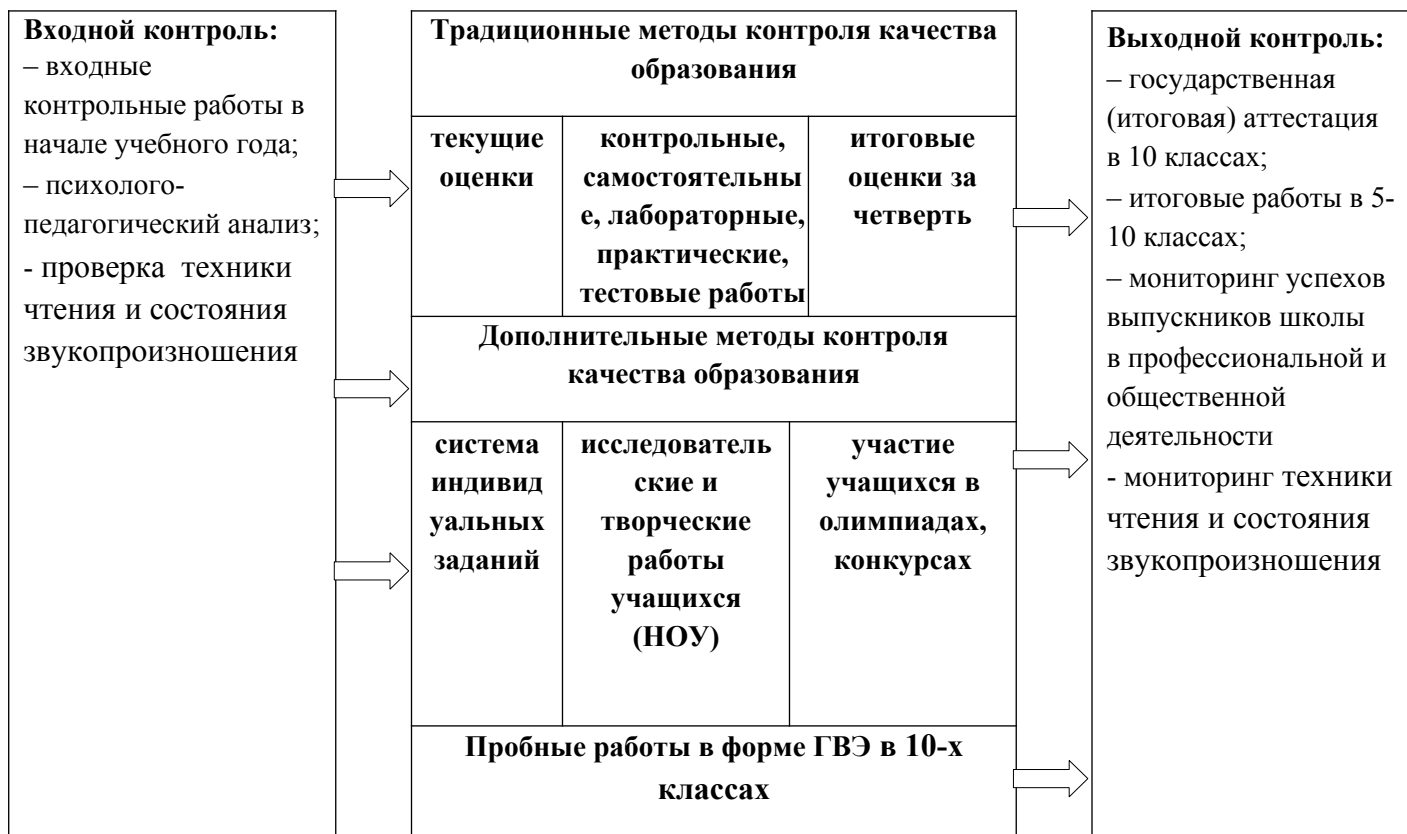 Входной контроль:
– входные
контрольные работы в
начале учебного года;
– психолого-
педагогический анализ;
- проверка техники
чтения и состояния
звукопроизношения
Традиционные методы контроля качества
образования
текущие
оценки
контрольные,
самостоятельны
е, лабораторные,
практические,
тестовые работы
итоговые
оценки за
четверть
Дополнительные методы контроля
качества образования
система
индивид
уальных
заданий
исследователь
ские и
творческие
работы
учащихся
(НОУ)
участие
учащихся в
олимпиадах,
конкурсах
Пробные работы в форме ГВЭ в 10-х
классах
Выходной контроль:
– государственная
(итоговая) аттестация
в 10 классах;
– итоговые работы в 5-
10 классах;
– мониторинг успехов
выпускников школы
в профессиональной и
общественной
деятельности
- мониторинг техники
чтения и состояния
звукопроизношения